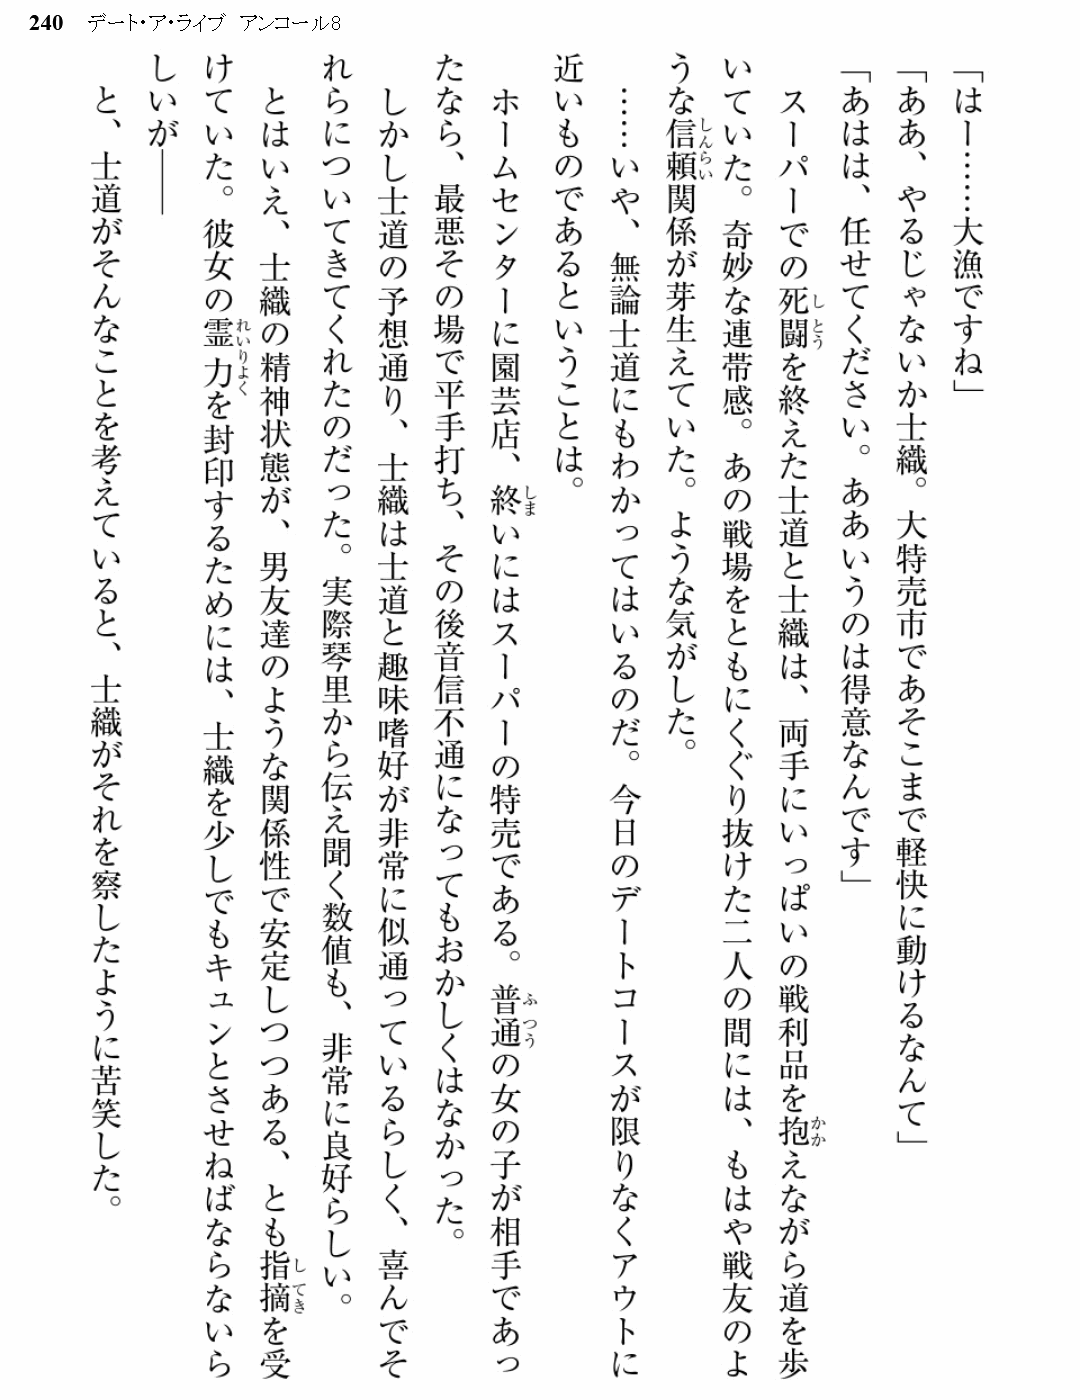 240 デート・ア・ライブ アンコール8
「はー……大漁ですね」
「ああ、やるじゃないか士織。大特売市であそこまで軽快に動けるなんて」
「あはは、任せてください。ああいうのは得意なんです」
スーパーでの死闘を終えた士道と士織は、両手にいっぱいの戦利品を抱えながら道を歩
いていた。奇妙な連帯感。あの戦場をともにくぐり抜けた二人の間には、もはや戦友のよ
うな信頼関係が芽生えていた。ような気がした。
……いや、無論士道にもわかってはいるのだ。今日のデートコースが限りなくアウトに
近いものであるということは。
ホームセンターに園芸店、終いにはスーパーの特売である。普通の女の子が相手であっ
たなら、最悪その場で平手打ち、その後音信不通になってもおかしくはなかった。
しかし士道の予想通り、士織は士道と趣味嗜好が非常に似通っているらしく、喜んでそ
れらについてきてくれたのだった。実際琴里から伝え聞く数値も、非常に良好らしい。
とはいえ、士織の精神状態が、男友達のような関係性で安定しつつある、とも指摘を受
けていた。彼女の霊力を封印するためには、士織を少しでもキュンとさせねばならないら
しいが――
と、士道がそんなことを考えていると、士織がそれを察したように苦笑した。